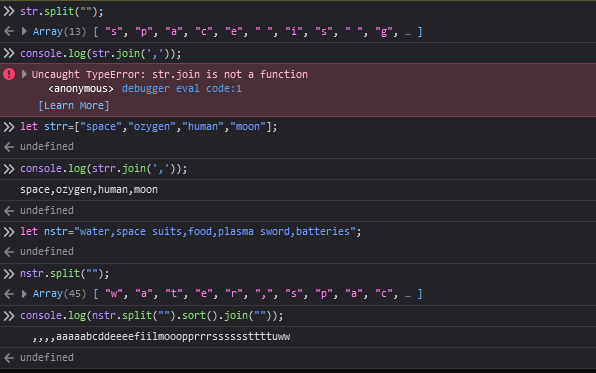 str.split("");
Array(13) [ "s", "p", "a", "c", "e", " ", "i", "s", " ", "g", … ]
console.log(str.join(','));
Uncaught TypeError: str.join is not a function
<anonymous> debugger eval code:1
[Learn More]
let strr=["space","ozygen","human","moon"];
undefined
console.log(strr.join(','));
space,ozygen,human,moon
undefined
let nstr="water,space suits,food,plasma sword,batteries";
undefined
nstr.split("");
Array(45) [ "w", "a", "t", "e", "r", ",", "s", "p", "a", "c", … ]
console.log(nstr.split("").sort().join(""));
,,,,aaaaabcddeeeefiilmooopprrrssssssttttuww
undefined